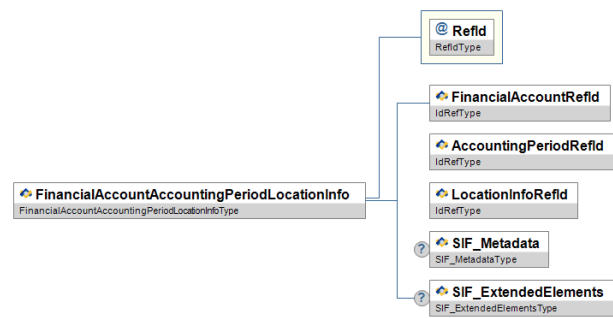 @ RefId
RefIdType
FinancialAccountRefId
IdRefType
AccountingPeriodRefId
IdRefType
FinancialAccountAccountingPeriodLocationInfo
FinancialAccountAccountingPeriodLocationInfoType
LocationInfoRefId
IdRefType
? SIF_Metadata
SIF_MetadataType
? SIF_ExtendedElements
SIF_ExtendedElementsType